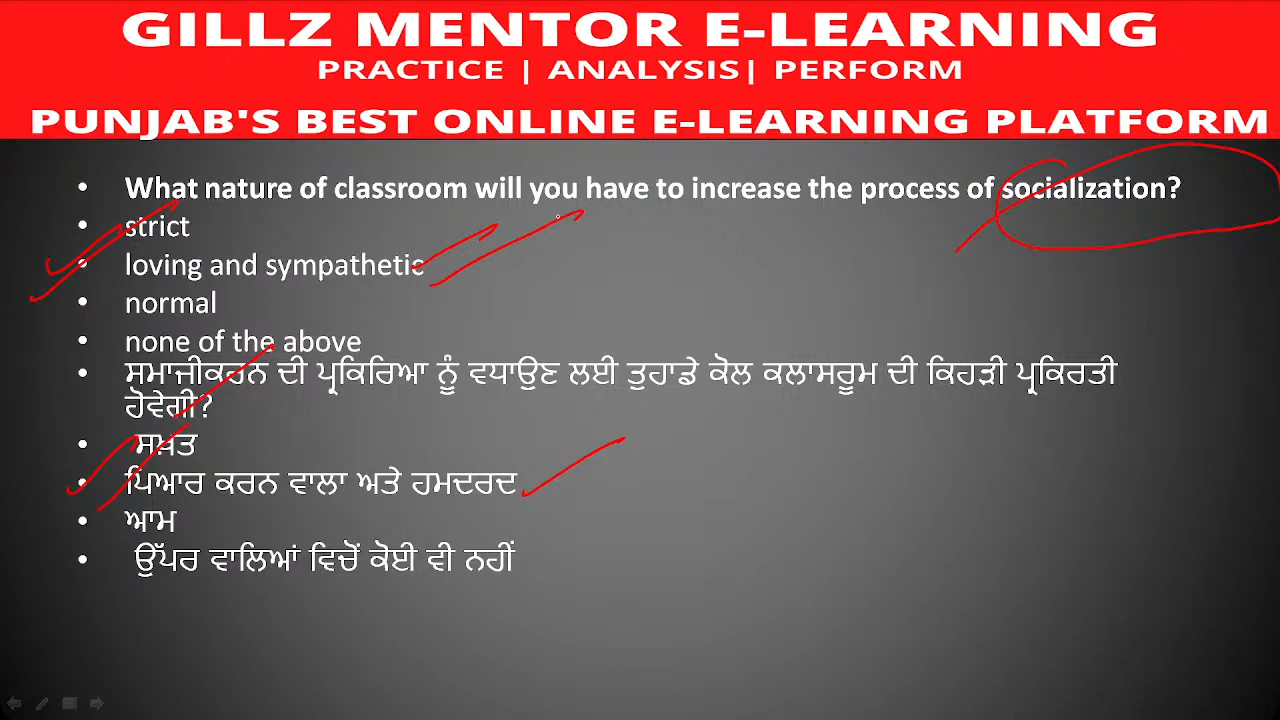 GILLZ MENTOR E-LEARNING
PRACTICE | ANALYSIS| PERFORM
PUNJAB'S BEST ONLINE E-LEARNING PLATFORM
• What nature of classroom will you have to increase the process of socialization?
• strict
• loving and sympathetic
• normal
• none of the above
• ਸਮਾਜੀਕਰਨ ਦੀ ਪ੍ਰਕਿਰਿਆ ਨੂੰ ਵਧਾਉਣ ਲਈ ਤੁਹਾਡੇ ਕੋਲ ਕਲਾਸਰੂਮ ਦੀ ਕਿਹੜੀ ਪ੍ਰਕਿਰਤੀ
ਹੋਵੇਗੀ?
• ਸਖ਼ਤ
• ਪਿਆਰ ਕਰਨ ਵਾਲਾ ਅਤੇ ਹਮਦਰਦ
• ਆਮ
• ਉੱਪਰ ਵਾਲਿਆਂ ਵਿਚੋਂ ਕੋਈ ਵੀ ਨਹੀਂ